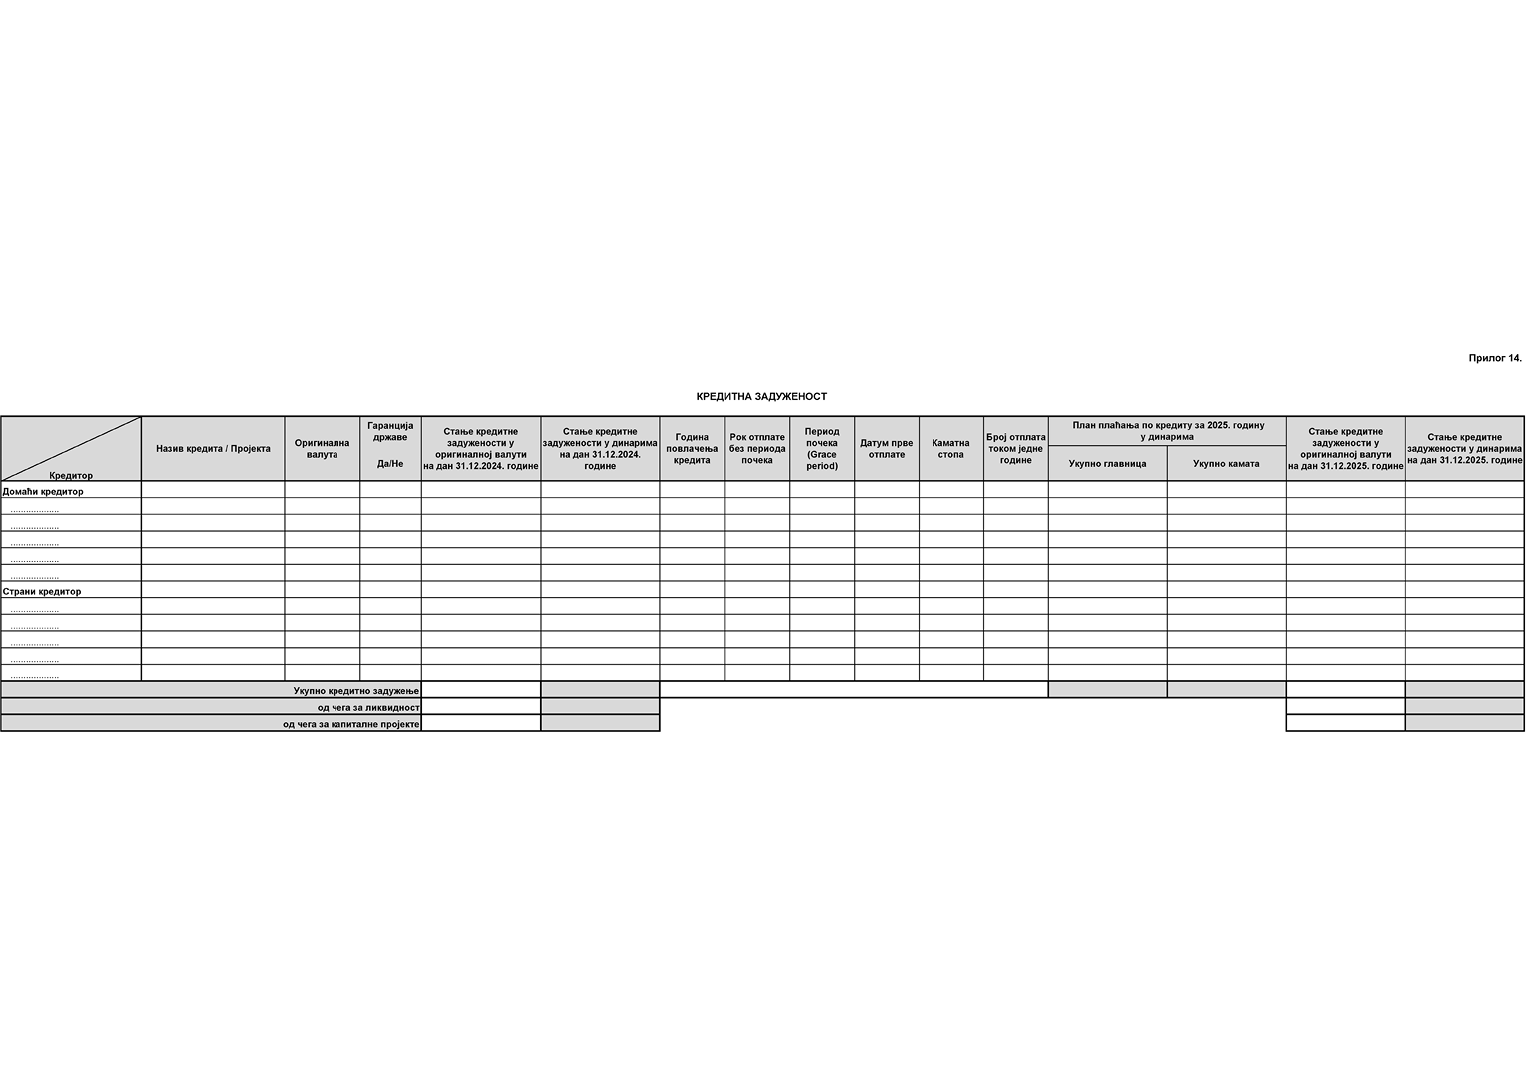 Прилог 14.
КРЕДИТНА ЗАДУЖЕНОСТ
Кредитор
Назив кредита / Пројекта
Оригинална
валута
Гаранција
државе
Да/Не
Стање кредитне
задужености у
оригиналној валути
на дан 31.12.2024. године
Стање кредитне
задужености у динарима
на дан 31.12.2024.
године
Година
повлачења
кредита
Рок отплате
без периода
почека
Период
почека
(Grace
period)
Датум прве
отплате
Каматна
стопа
Број отплата
током једне
године
План плаћања по кредиту за 2025. годину
у динарима
Укупно главница
Укупно камата
Стање кредитне
задужености у
оригиналној валути
на дан 31.12.2025. године
Стање кредитне
задужености у динарима
на дан 31.12.2025. године
Домаћи кредитор
...................
...................
...................
...................
...................
Страни кредитор
...................
...................
...................
...................
...................
Укупно кредитно задужење
од чега за ликвидност
од чега за капиталне пројекте